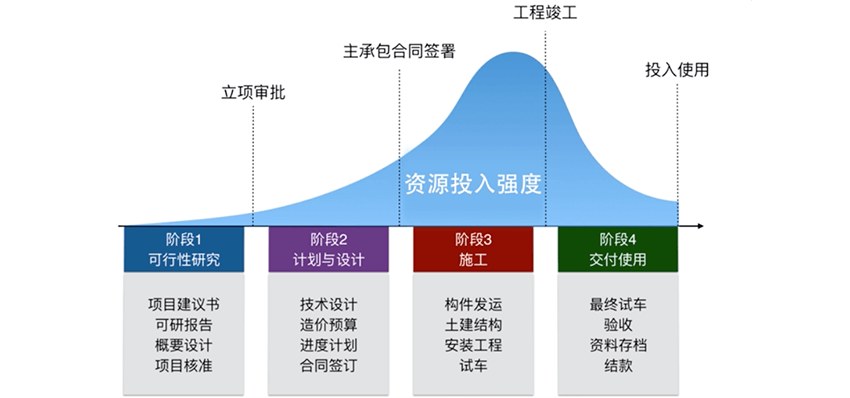 工程竣工
主承包合同签署
投入使用
立项审批
资源投入强度
阶段1
可行性研究
阶段2
计划与设计
阶段3
施工
阶段4
交付使用
项目建议书
可研报告
概要设计
项目核准
技术设计
造价预算
进度计划
合同签订
构件发运
土建结构
安装工程
试车
最终试车
验收
资料存档
结款